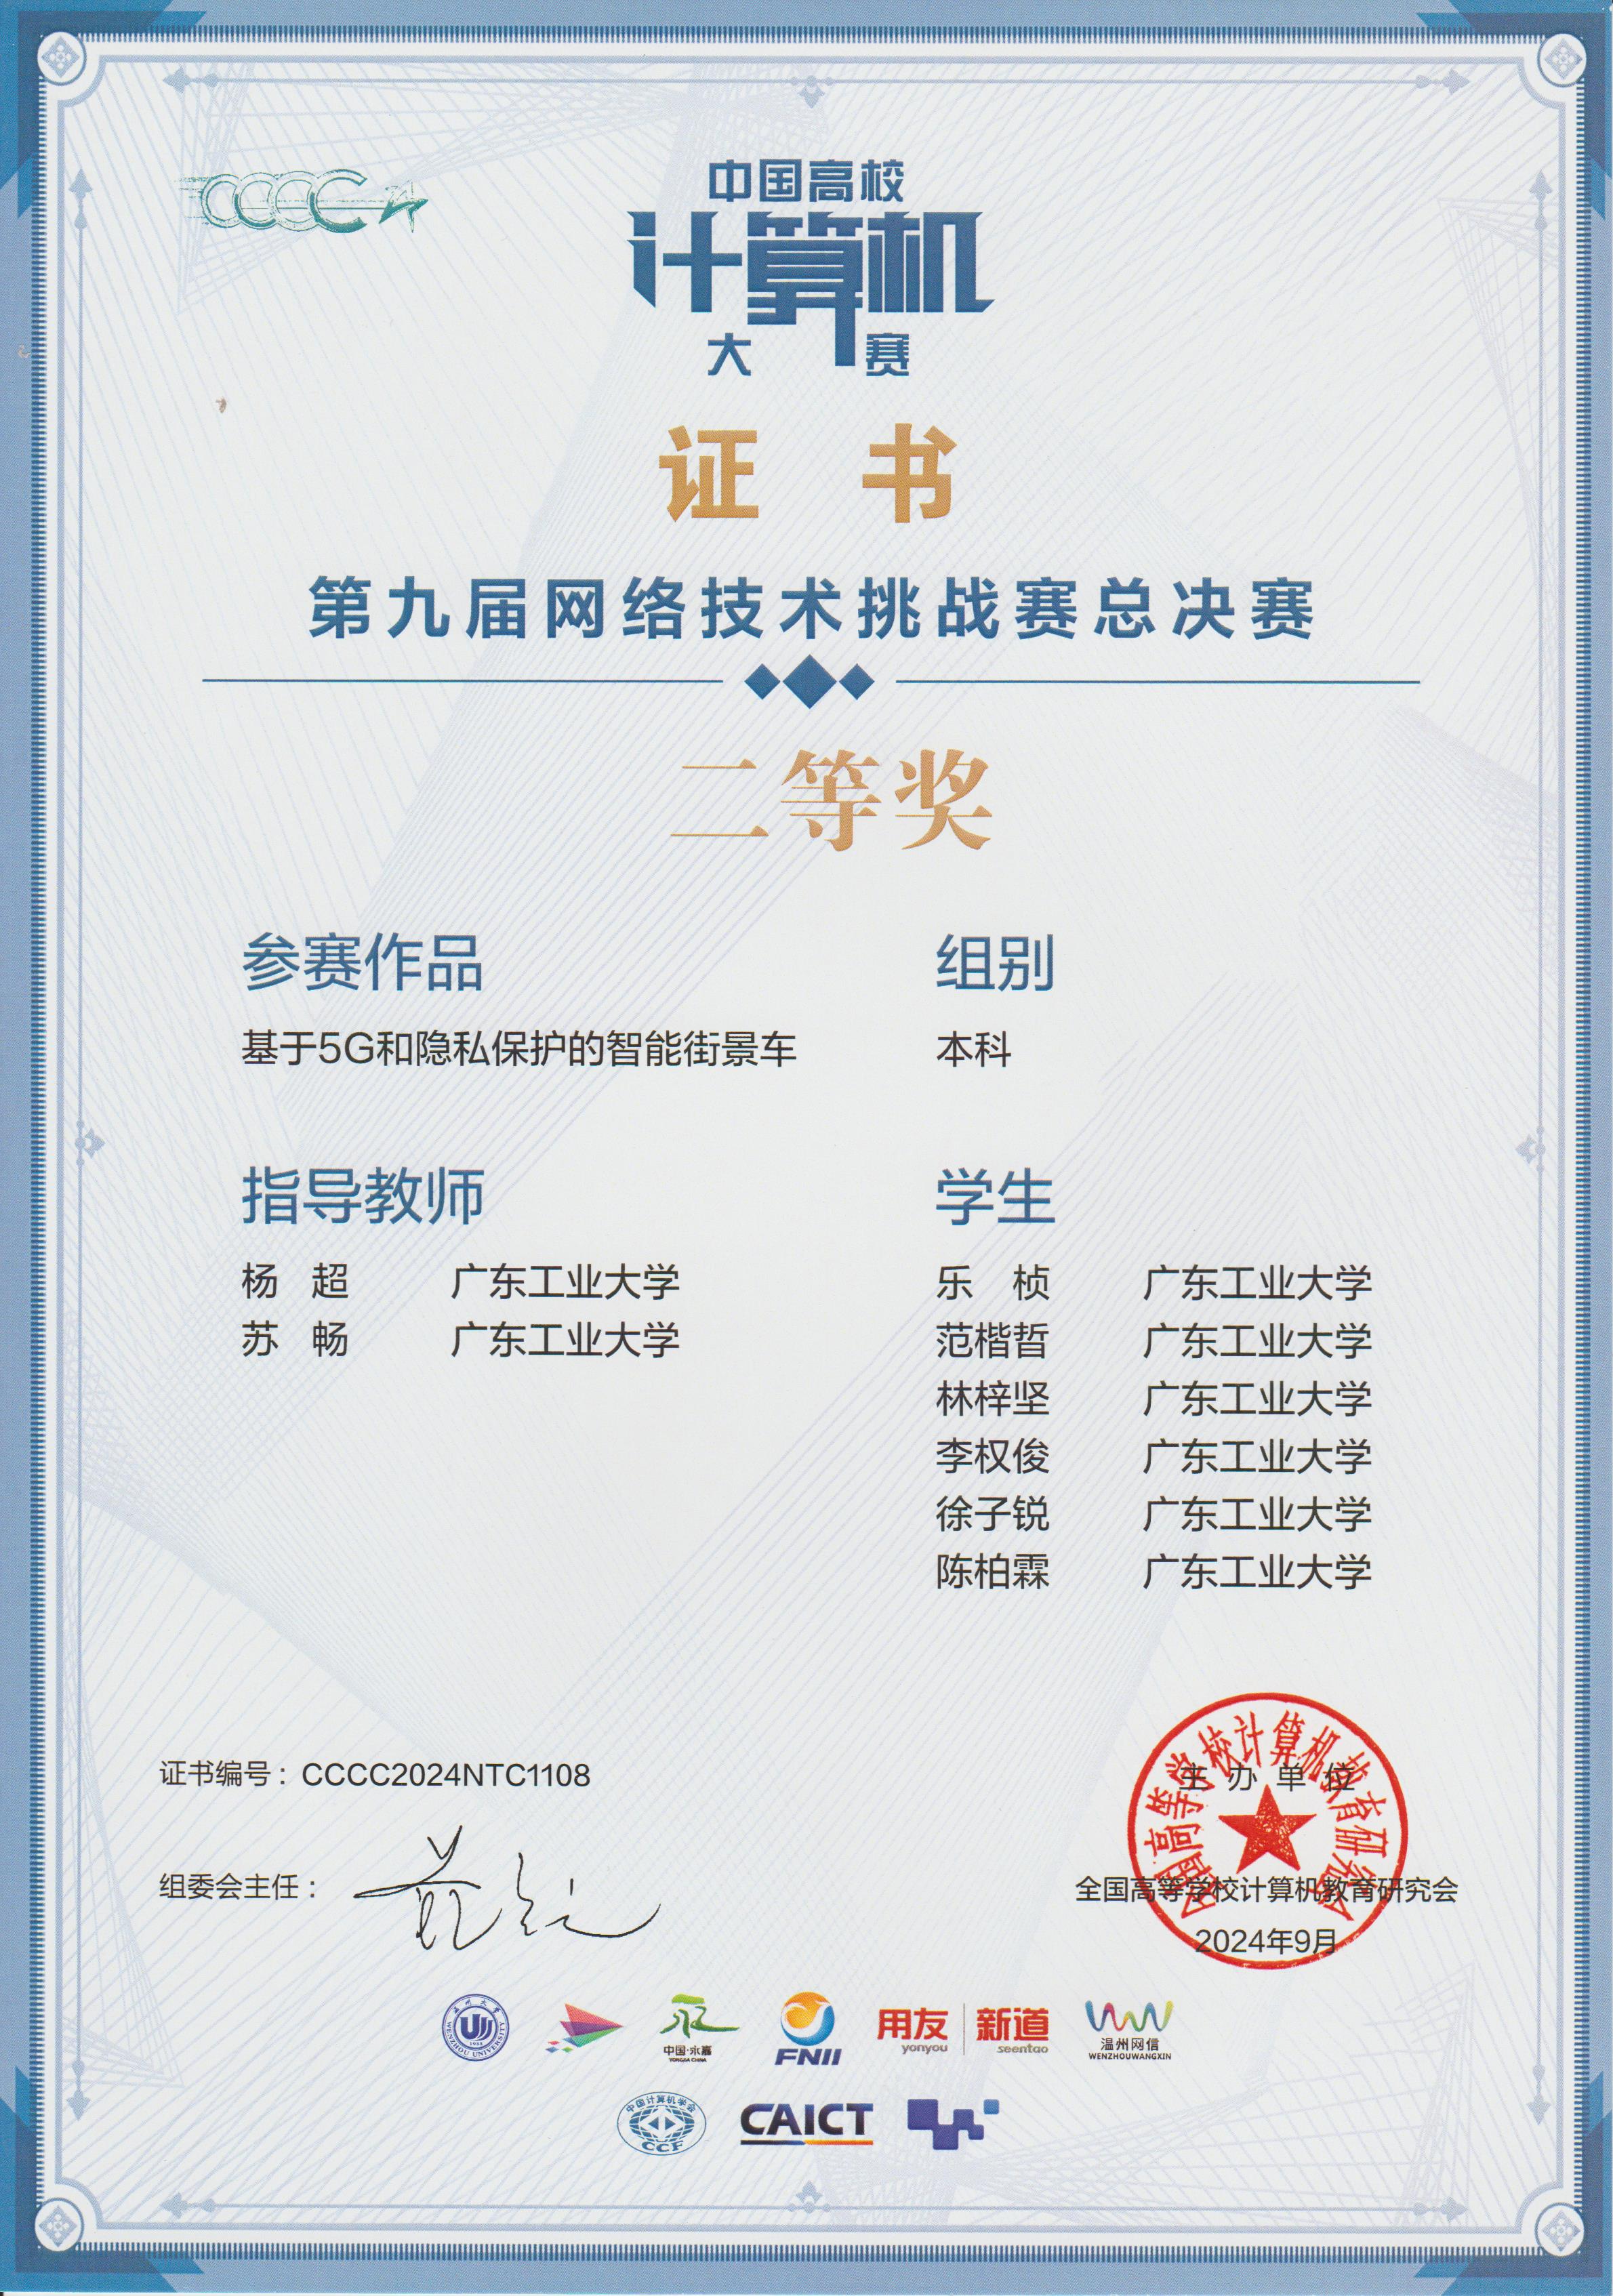 CCCC
中国高校
计算机
大赛
证 书
第九届网络技术挑战赛总决赛
二等奖
参赛作品
基于5G和隐私保护的智能街景车
组别
本科
指导教师
杨 超 广东工业大学
苏 畅 广东工业大学
学生
乐 桢 广东工业大学
范楷哲 广东工业大学
林梓坚 广东工业大学
李权俊 广东工业大学
徐子锐 广东工业大学
陈柏霖 广东工业大学
证书编号：CCCC2024NTC1108
组委会主任：
全国高等学校计算机教育研究会
主 办 单 位
全国高等学校计算机教育研究会
2024年9月
温州大学
WENZHOU UNIVERSITY
1933
中国·永嘉
YONGJIA CHINA
FNII
用友
yonyou
新道
seentao
温州网信
WENZHOUWANGXIN
中国计算机学会
CCF
CAICT